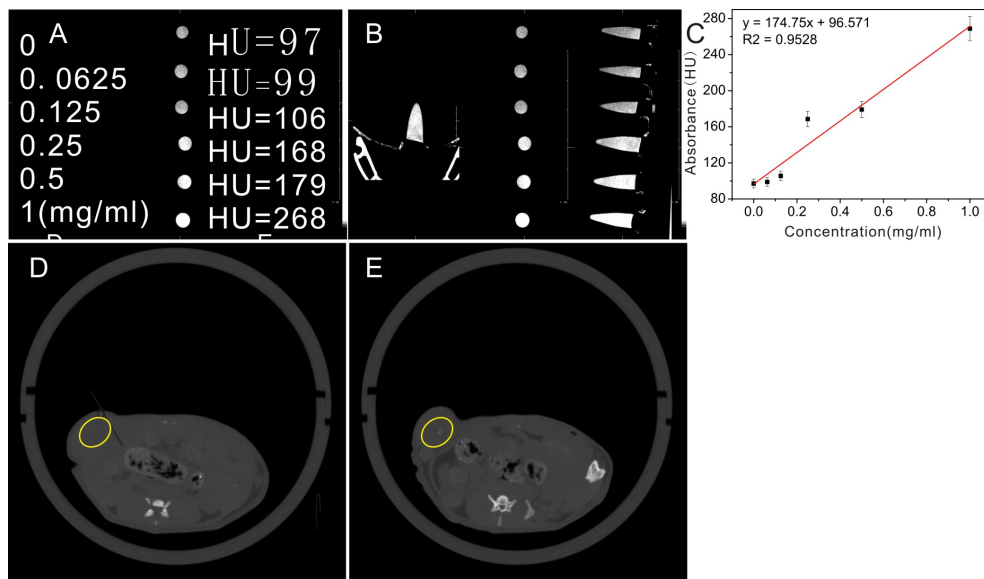 A
0
HU=97
0. 0625
HU=99
0.125
HU=106
0.25
HU=168
0.5
HU=179
1(mg/ml)
HU=268
B
C
y = 174.75x + 96.571
R2 = 0.9528
280
240
200
160
120
80
Absorbance(HU)
0.0
0.2
0.4
0.6
0.8
1.0
Concentration(mg/ml)
D
E